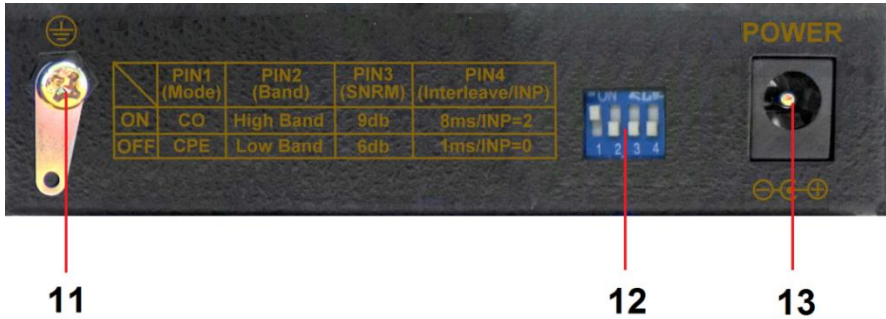 POWER
PIN1 PIN2 PIN3 PIN4
(Mode) (Band) (SNRM) (Interleave/INP)
ON CO High Band 9db 8ms/INP=2
OFF CPE Low Band 6db 1ms/INP=0
ON
1 2 3 4
11 12 13